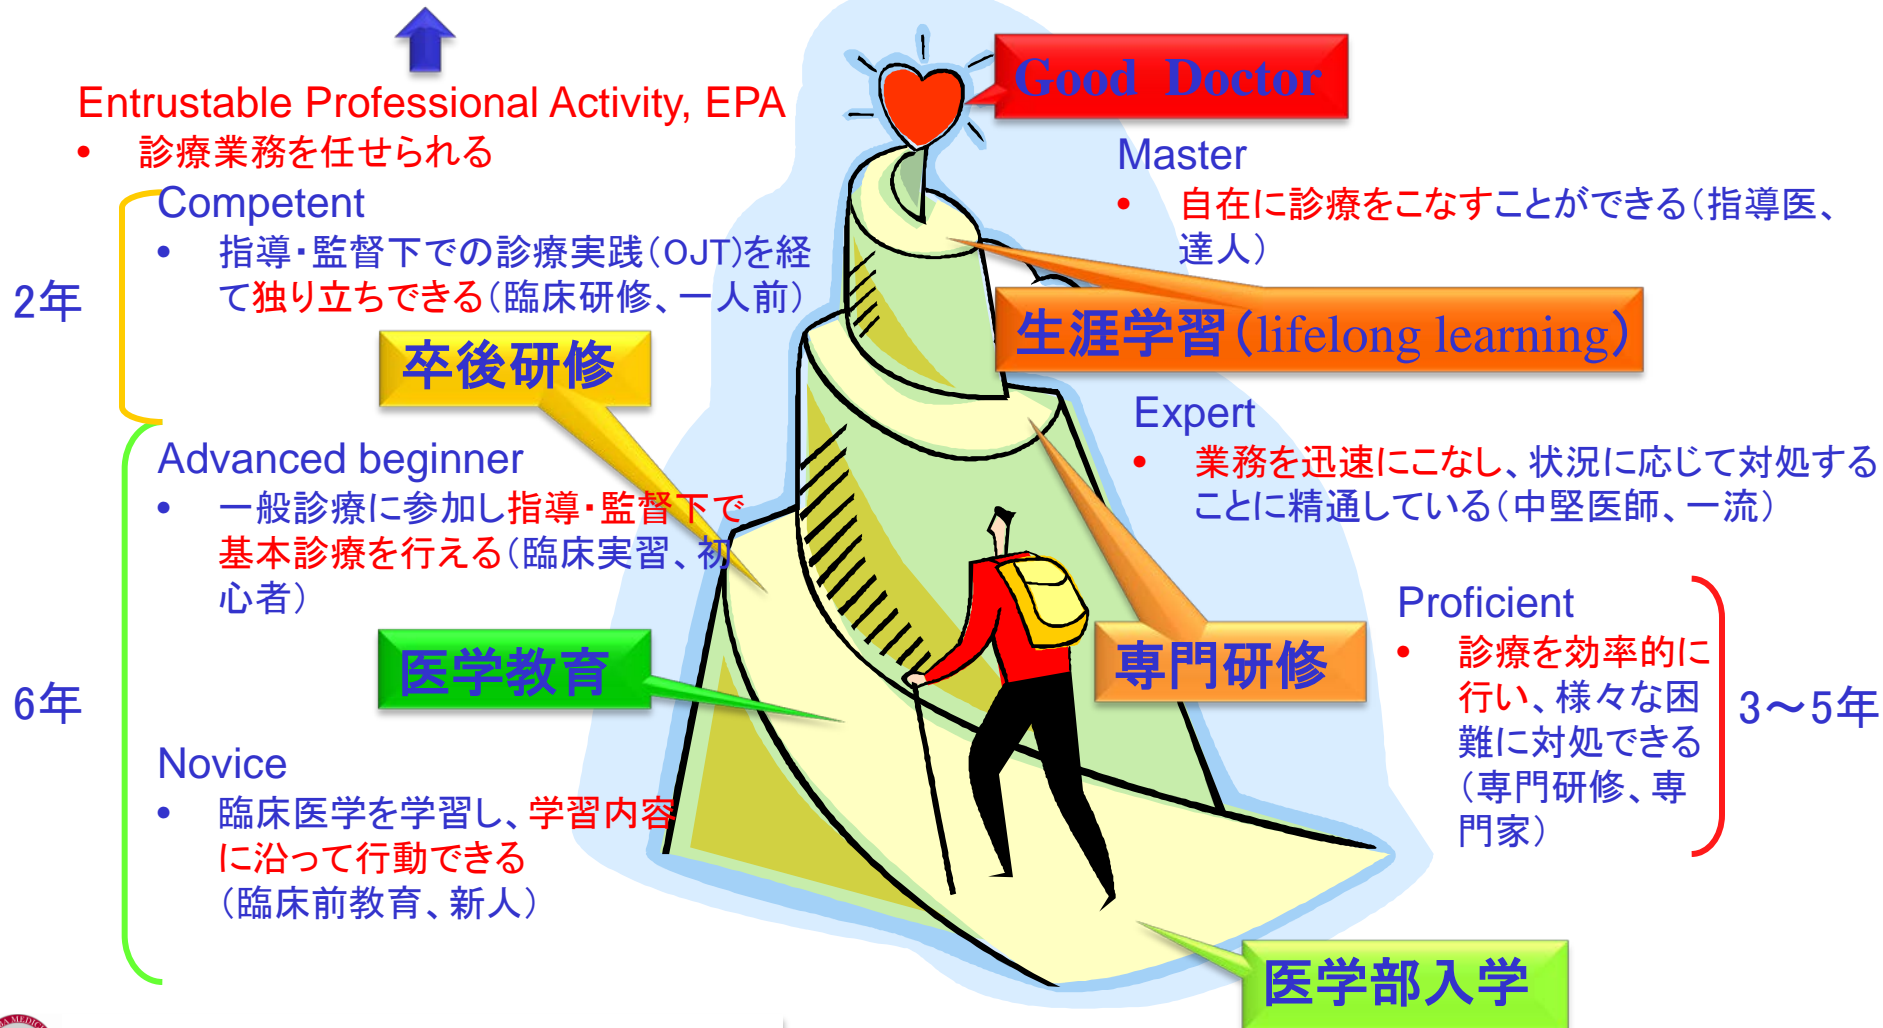 Entrustable Professional Activity, EPA
• 診療業務を任せられる
Competent
• 指導・監督下での診療実践（OJT)を経
て独り立ちできる（臨床研修、一人前）
2年
卒後研修
Advanced beginner
• 一般診療に参加し指導・監督下で
基本診療を行える（臨床実習、初
心者）
医学教育
6年
Novice
• 臨床医学を学習し、学習内容
に沿って行動できる
（臨床前教育、新人）
Good Doctor
Master
• 自在に診療をこなすことができる（指導医、
達人）
生涯学習（lifelong learning）
Expert
• 業務を迅速にこなし、状況に応じて対処する
ことに精通している（中堅医師、一流）
専門研修
Proficient
• 診療を効率的に
行い、様々な困
難に対処できる
（専門研修、専
門家）
3～5年
医学部入学